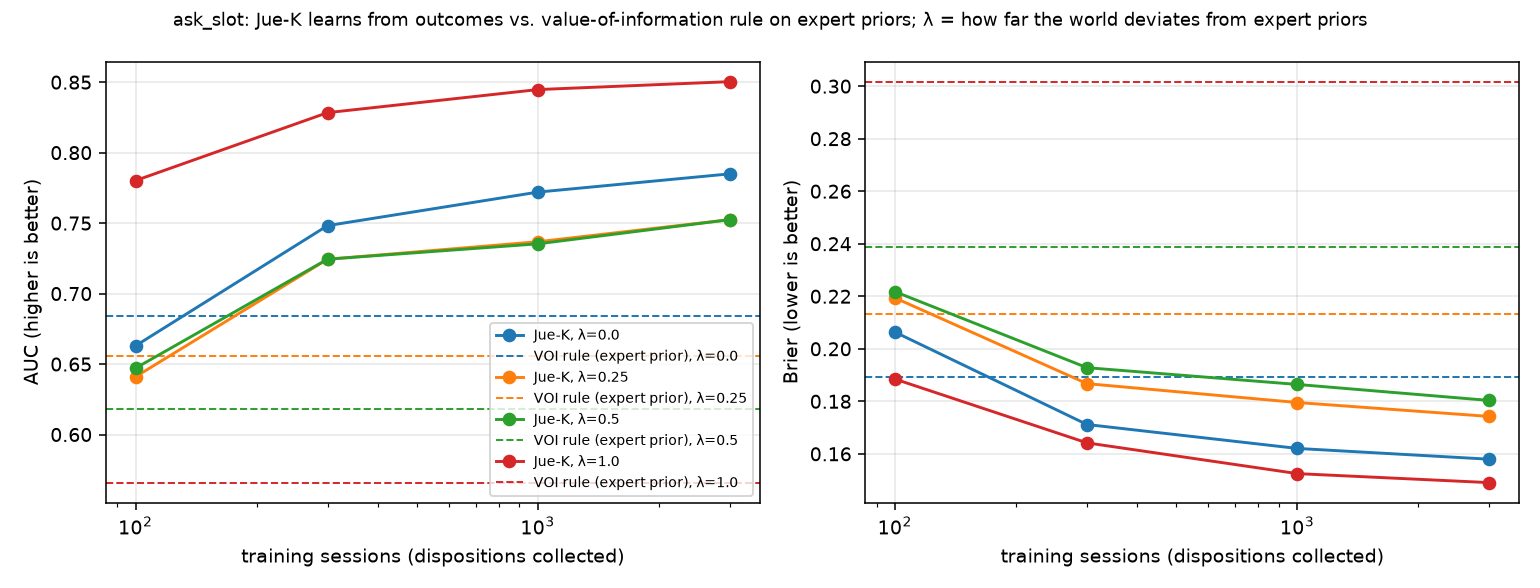 ask_slot: Jue-K learns from outcomes vs. value-of-information rule on expert priors; λ = how far the world deviates from expert priors
AUC (higher is better)
0.85
0.80
0.75
0.70
0.65
0.60
Jue-K, λ=0.0
VOI rule (expert prior), λ=0.0
Jue-K, λ=0.25
VOI rule (expert prior), λ=0.25
Jue-K, λ=0.5
VOI rule (expert prior), λ=0.5
Jue-K, λ=1.0
VOI rule (expert prior), λ=1.0
10²
10³
training sessions (dispositions collected)
Brier (lower is better)
0.30
0.28
0.26
0.24
0.22
0.20
0.18
0.16
10²
10³
training sessions (dispositions collected)